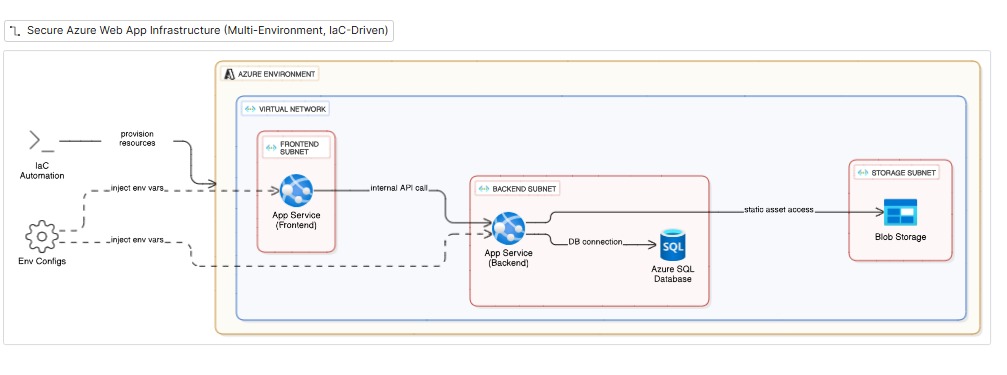 Secure Azure Web App Infrastructure (Multi-Environment, IaC-Driven)
AZURE ENVIRONMENT
VIRTUAL NETWORK
provision
resources
FRONTEND
SUBNET
IaC
Automation
STORAGE SUBNET
inject env vars
internal API call
BACKEND SUBNET
App Service
(Frontend)
static asset access
Blob Storage
inject env vars
DB connection
SQL
Env Configs
App Service
(Backend)
Azure SQL
Database